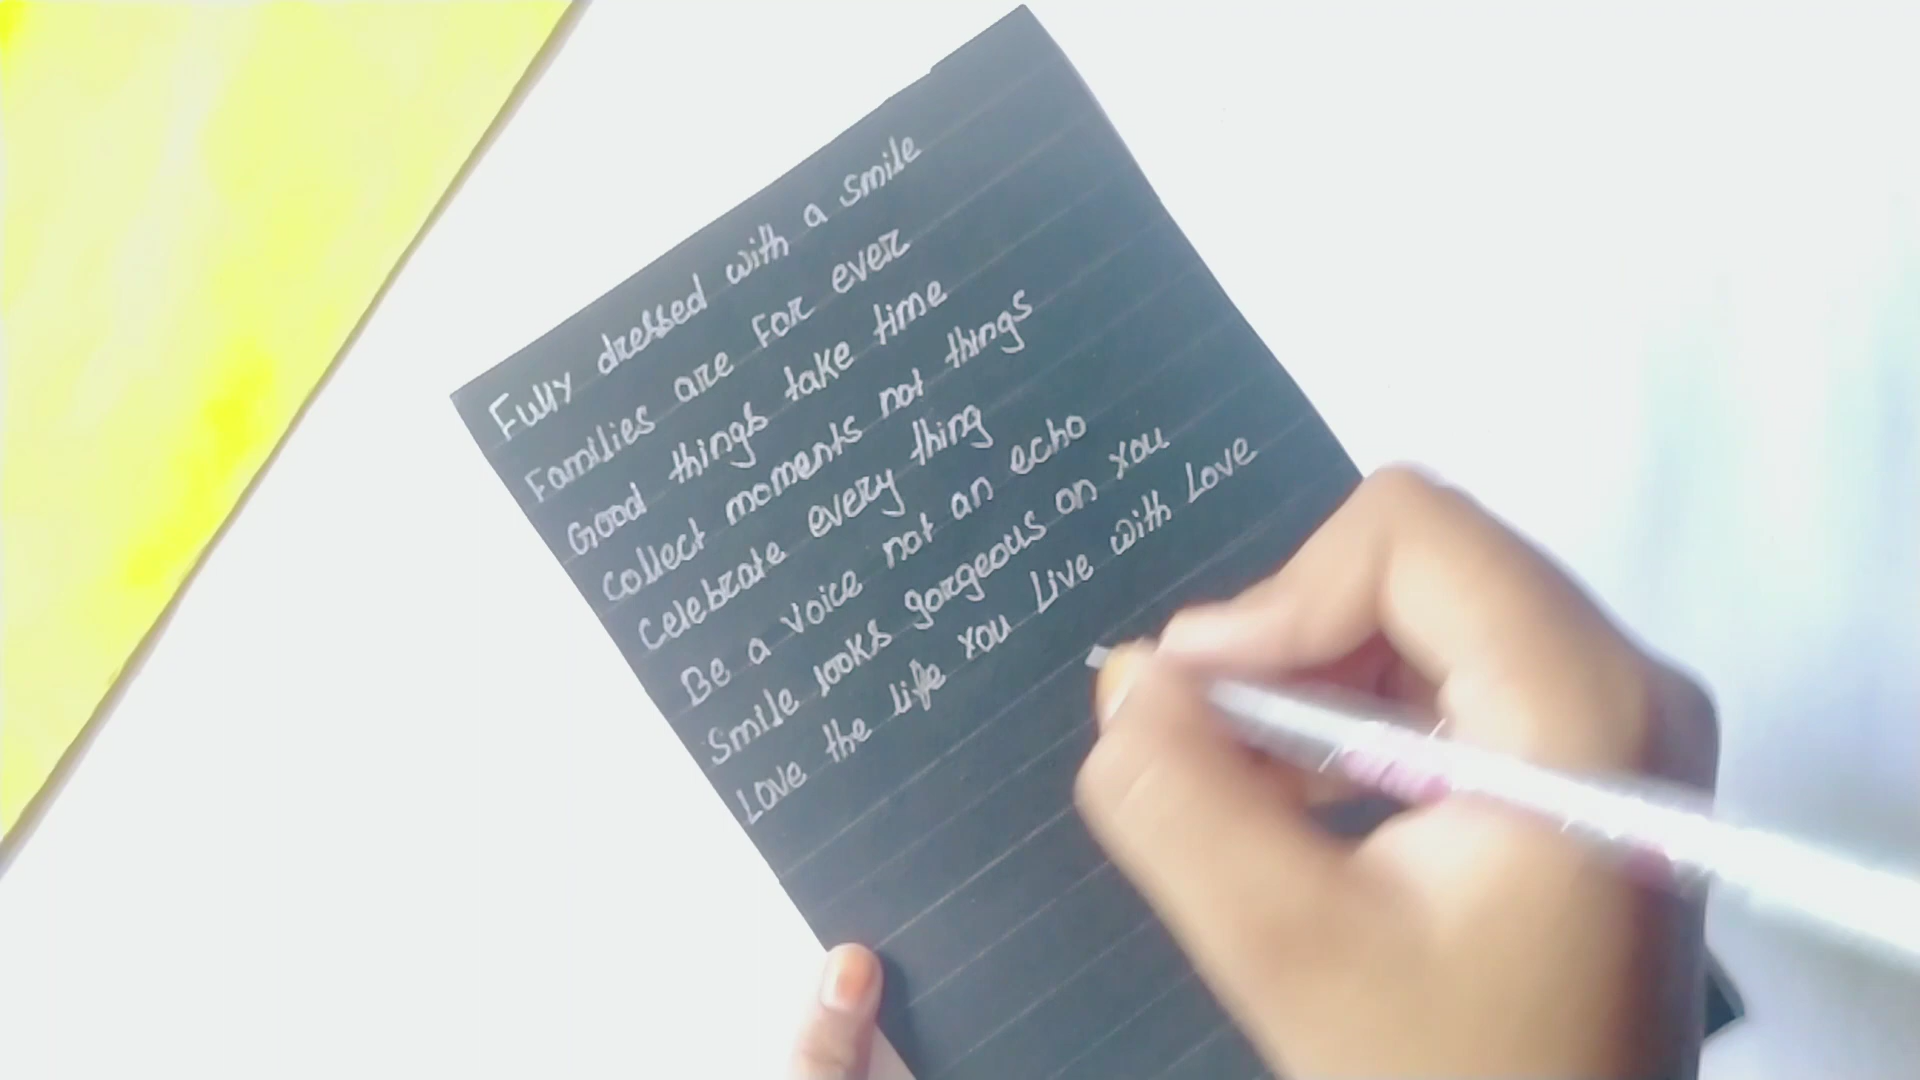 Fully dressed with a smile
Families are for ever
Good things take time
collect moments not things
celebrate every thing
Be a voice not an echo
Smile looks gorgeous on you
Love the life you Live with Love